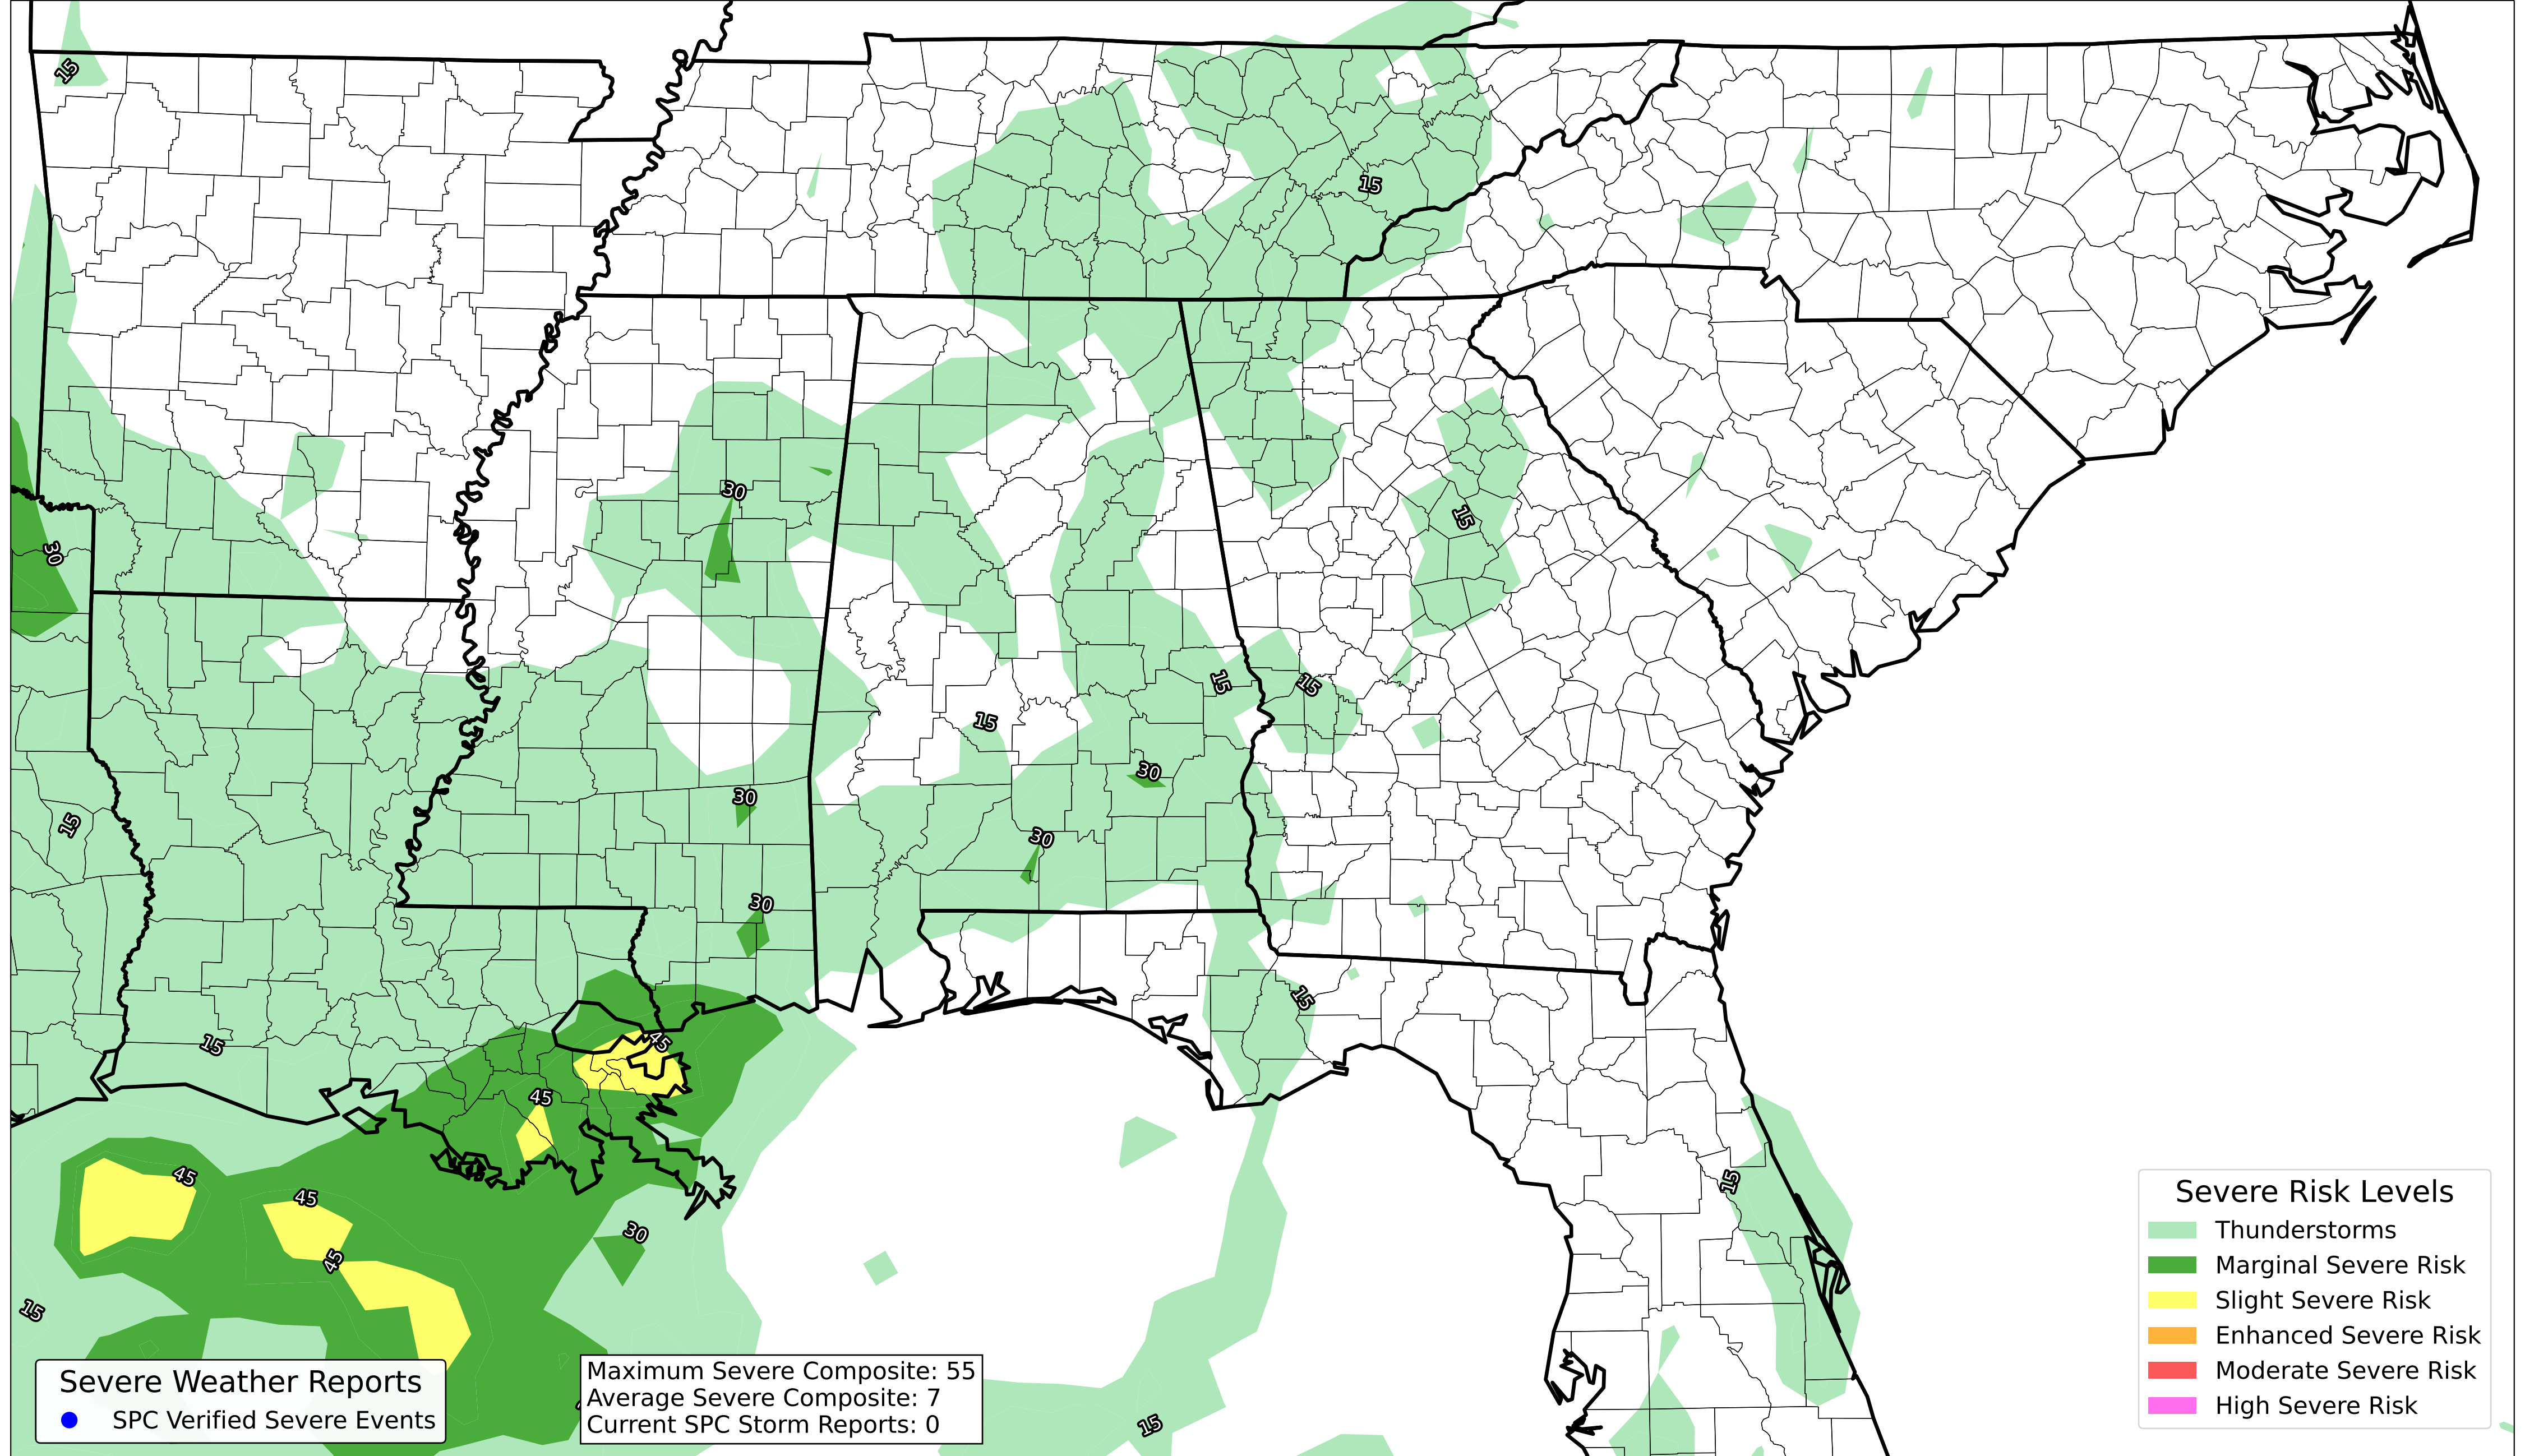 15
15
30
30
15
15
15
15
15
30
30
15
30
30
15
15
45
45
45
15
45
30
45
15
15
Severe Risk Levels
Thunderstorms
Marginal Severe Risk
Slight Severe Risk
Enhanced Severe Risk
Moderate Severe Risk
High Severe Risk
Severe Weather Reports
SPC Verified Severe Events
Maximum Severe Composite: 55
Average Severe Composite: 7
Current SPC Storm Reports: 0